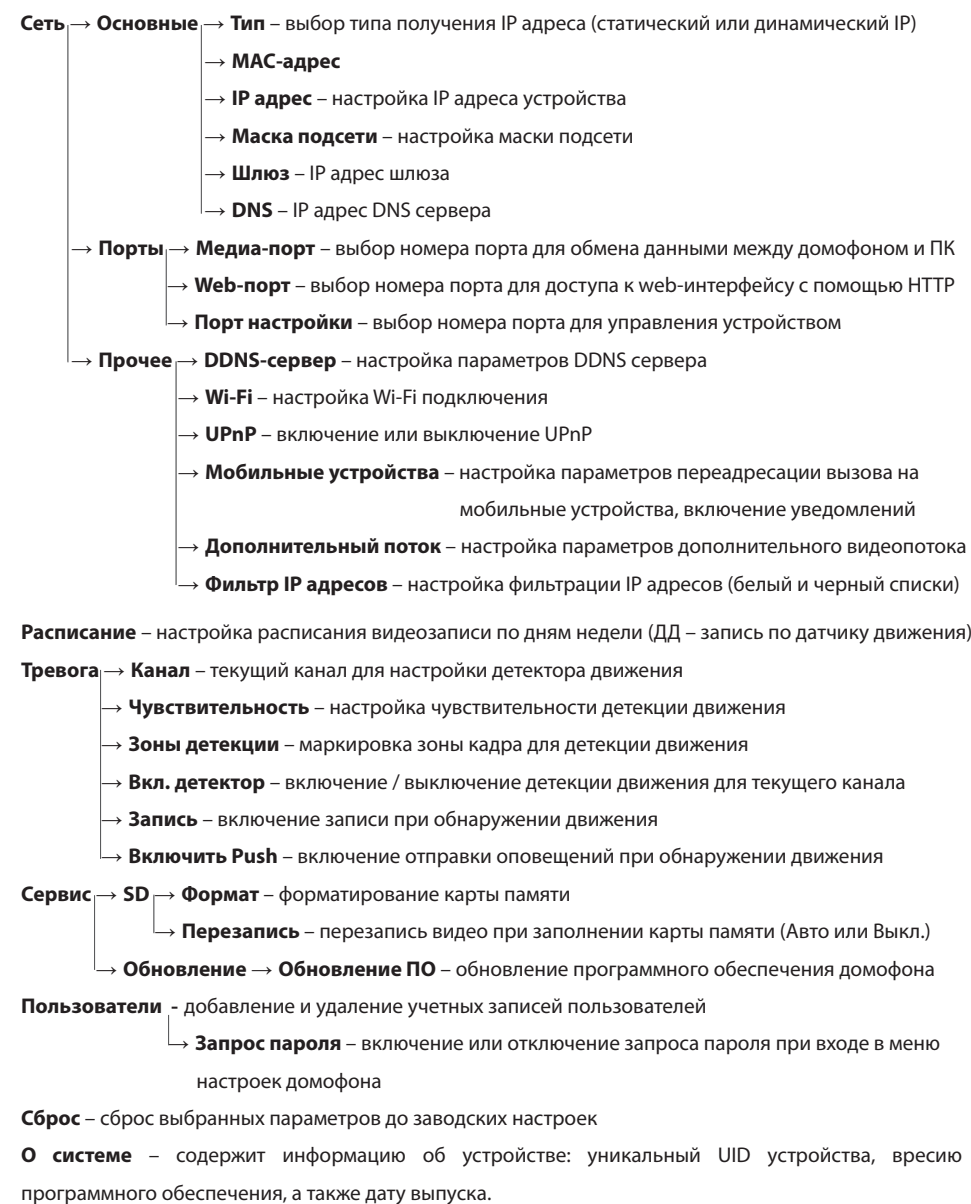 Сеть → Основные → Тип – выбор типа получения IP адреса (статический или динамический IP)
→ MAC-адрес
→ IP адрес – настройка IP адреса устройства
→ Маска подсети – настройка маски подсети
→ Шлюз – IP адрес шлюза
→ DNS – IP адрес DNS сервера
→ Порты → Медиа-порт – выбор номера порта для обмена данными между домофоном и ПК
→ Web-порт – выбор номера порта для доступа к web-интерфейсу с помощью HTTP
→ Порт настройки – выбор номера порта для управления устройством
→ Прочее → DDNS-сервер – настройка параметров DDNS сервера
→ Wi-Fi – настройка Wi-Fi подключения
→ UPnP – включение или выключение UPnP
→ Мобильные устройства – настройка параметров переадресации вызова на
мобильные устройства, включение уведомлений
→ Дополнительный поток – настройка параметров дополнительного видеопотока
→ Фильтр IP адресов – настройка фильтрации IP адресов (белый и черный списки)
Расписание – настройка расписания видеозаписи по дням недели (ДД – запись по датчику движения)
Тревога → Канал – текущий канал для настройки детектора движения
→ Чувствительность – настройка чувствительности детекции движения
→ Зоны детекции – маркировка зоны кадра для детекции движения
→ Вкл. детектор – включение / выключение детекции движения для текущего канала
→ Запись – включение записи при обнаружении движения
→ Включить Push – включение отправки оповещений при обнаружении движения
Сервис → SD → Формат – форматирование карты памяти
→ Перезапись – перезапись видео при заполнении карты памяти (Авто или Выкл.)
→ Обновление → Обновление ПО – обновление программного обеспечения домофона
Пользователи - добавление и удаление учетных записей пользователей
→ Запрос пароля – включение или отключение запроса пароля при входе в меню
настроек домофона
Сброс – сброс выбранных параметров до заводских настроек
О системе – содержит информацию об устройстве: уникальный UID устройства, вресию
программного обеспечения, а также дату выпуска.